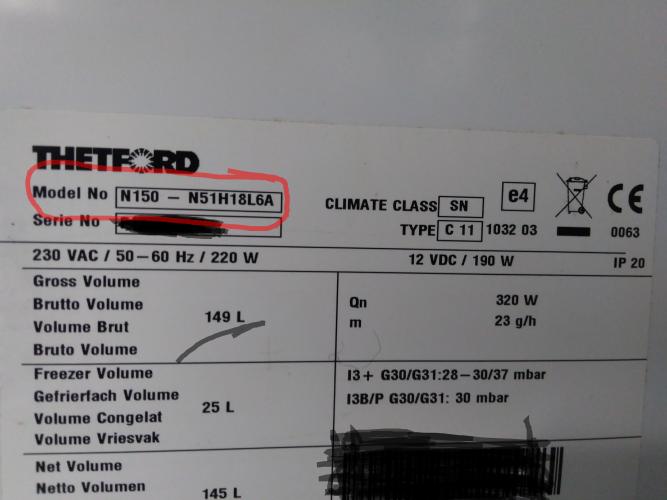 THETFORD
Model No N150 – N51H18L6A
CLIMATE CLASS SN
e4
CE
Serie No
TYPE C 11 1032 03
0063
230 VAC / 50–60 Hz / 220 W
12 VDC / 190 W
IP 20
Gross Volume
Brutto Volume
Volume Brut
Bruto Volume
149 L
Qn 320 W
m 23 g/h
Freezer Volume
Gefrierfach Volume
Volume Congelat
Volume Vriesvak
25 L
I3+ G30/G31:28–30/37 mbar
I3B/P G30/G31: 30 mbar
Net Volume
Netto Volumen
145 L